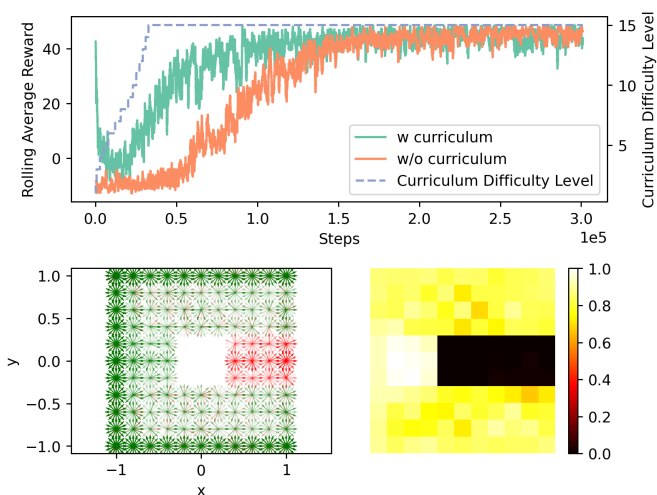 Rolling Average Reward
40
20
0
Curriculum Difficulty Level
15
10
5
w curriculum
w/o curriculum
Curriculum Difficulty Level
0.0 0.5 1.0 1.5 2.0 2.5 3.0
Steps
1e5
y
1.0
0.5
0.0
−0.5
−1.0
−1 0 1
x
1.0
0.8
0.6
0.4
0.2
0.0